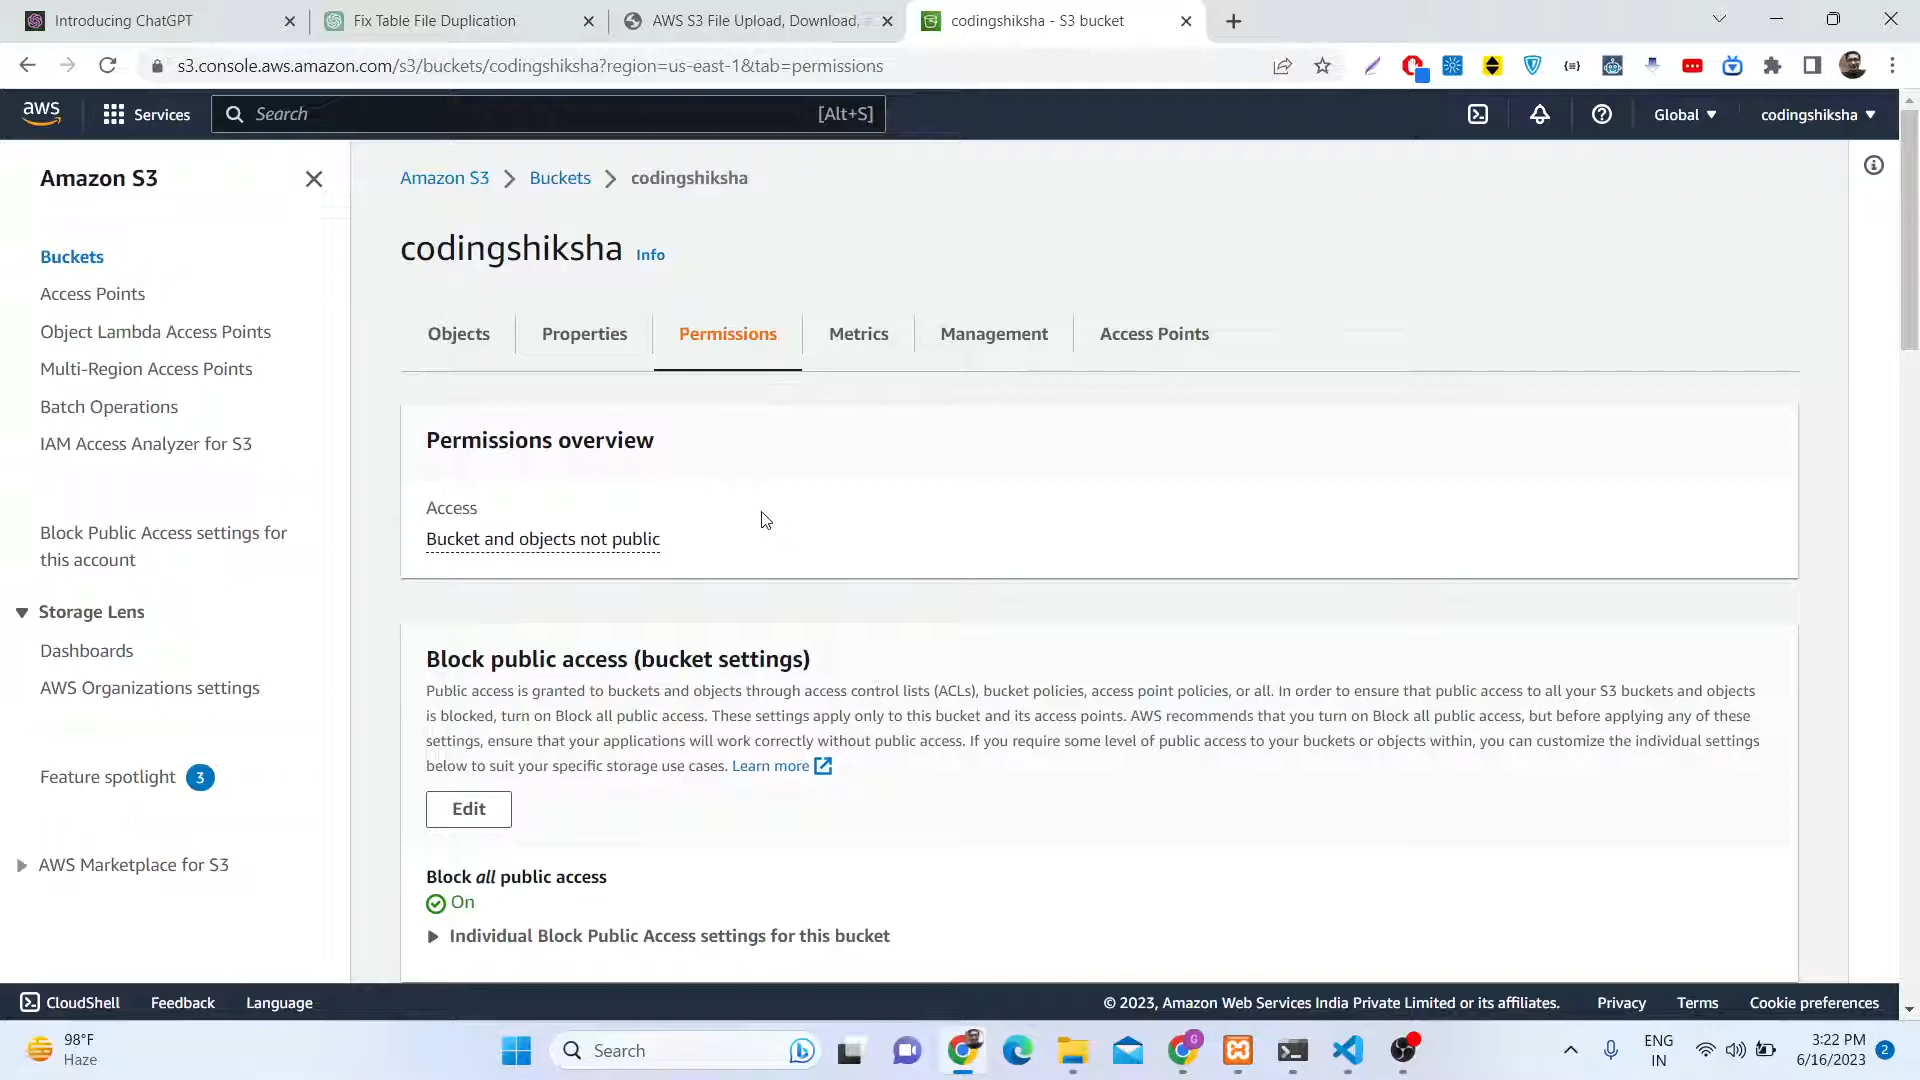 Introducing ChatGPT
Fix Table File Duplication
AWS S3 File Upload, Download,
codingshiksha - S3 bucket
s3.console.aws.amazon.com/s3/buckets/codingshiksha?region=us-east-1&tab=permissions
aws
Services
Search
[Alt+S]
Global
codingshiksha
Amazon S3
Buckets
Access Points
Object Lambda Access Points
Multi-Region Access Points
Batch Operations
IAM Access Analyzer for S3
Block Public Access settings for
this account
Storage Lens
Dashboards
AWS Organizations settings
Feature spotlight 3
AWS Marketplace for S3
Amazon S3 > Buckets > codingshiksha
codingshiksha Info
Objects
Properties
Permissions
Metrics
Management
Access Points
Permissions overview
Access
Bucket and objects not public
Block public access (bucket settings)
Public access is granted to buckets and objects through access control lists (ACLs), bucket policies, access point policies, or all. In order to ensure that public access to all your S3 buckets and objects
is blocked, turn on Block all public access. These settings apply only to this bucket and its access points. AWS recommends that you turn on Block all public access, but before applying any of these
settings, ensure that your applications will work correctly without public access. If you require some level of public access to your buckets or objects within, you can customize the individual settings
below to suit your specific storage use cases. Learn more
Edit
Block all public access
On
Individual Block Public Access settings for this bucket
CloudShell
Feedback
Language
© 2023, Amazon Web Services India Private Limited or its affiliates.
Privacy
Terms
Cookie preferences
98°F
Haze
Search
G
ENG
IN
3:22 PM
6/16/2023
2